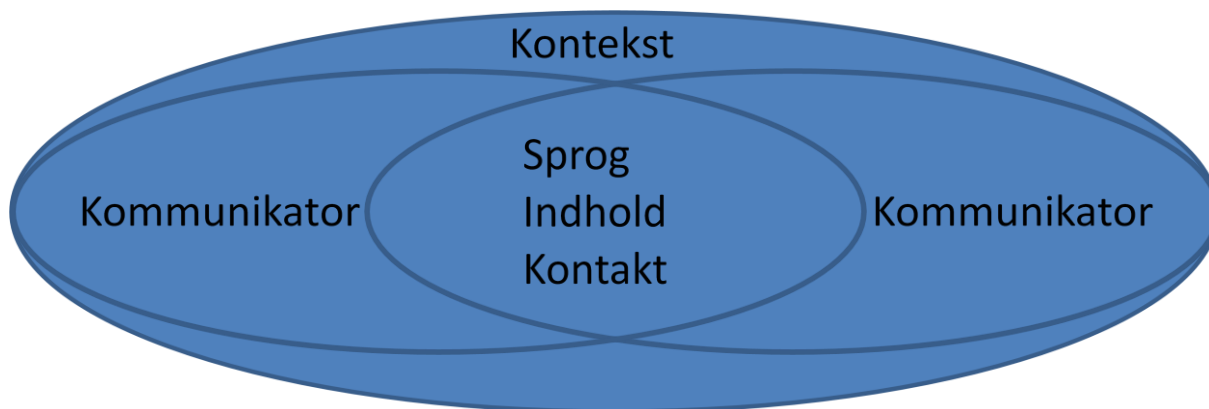 Kontekst
Sprog
Indhold
Kontakt
Kommunikator
Kommunikator